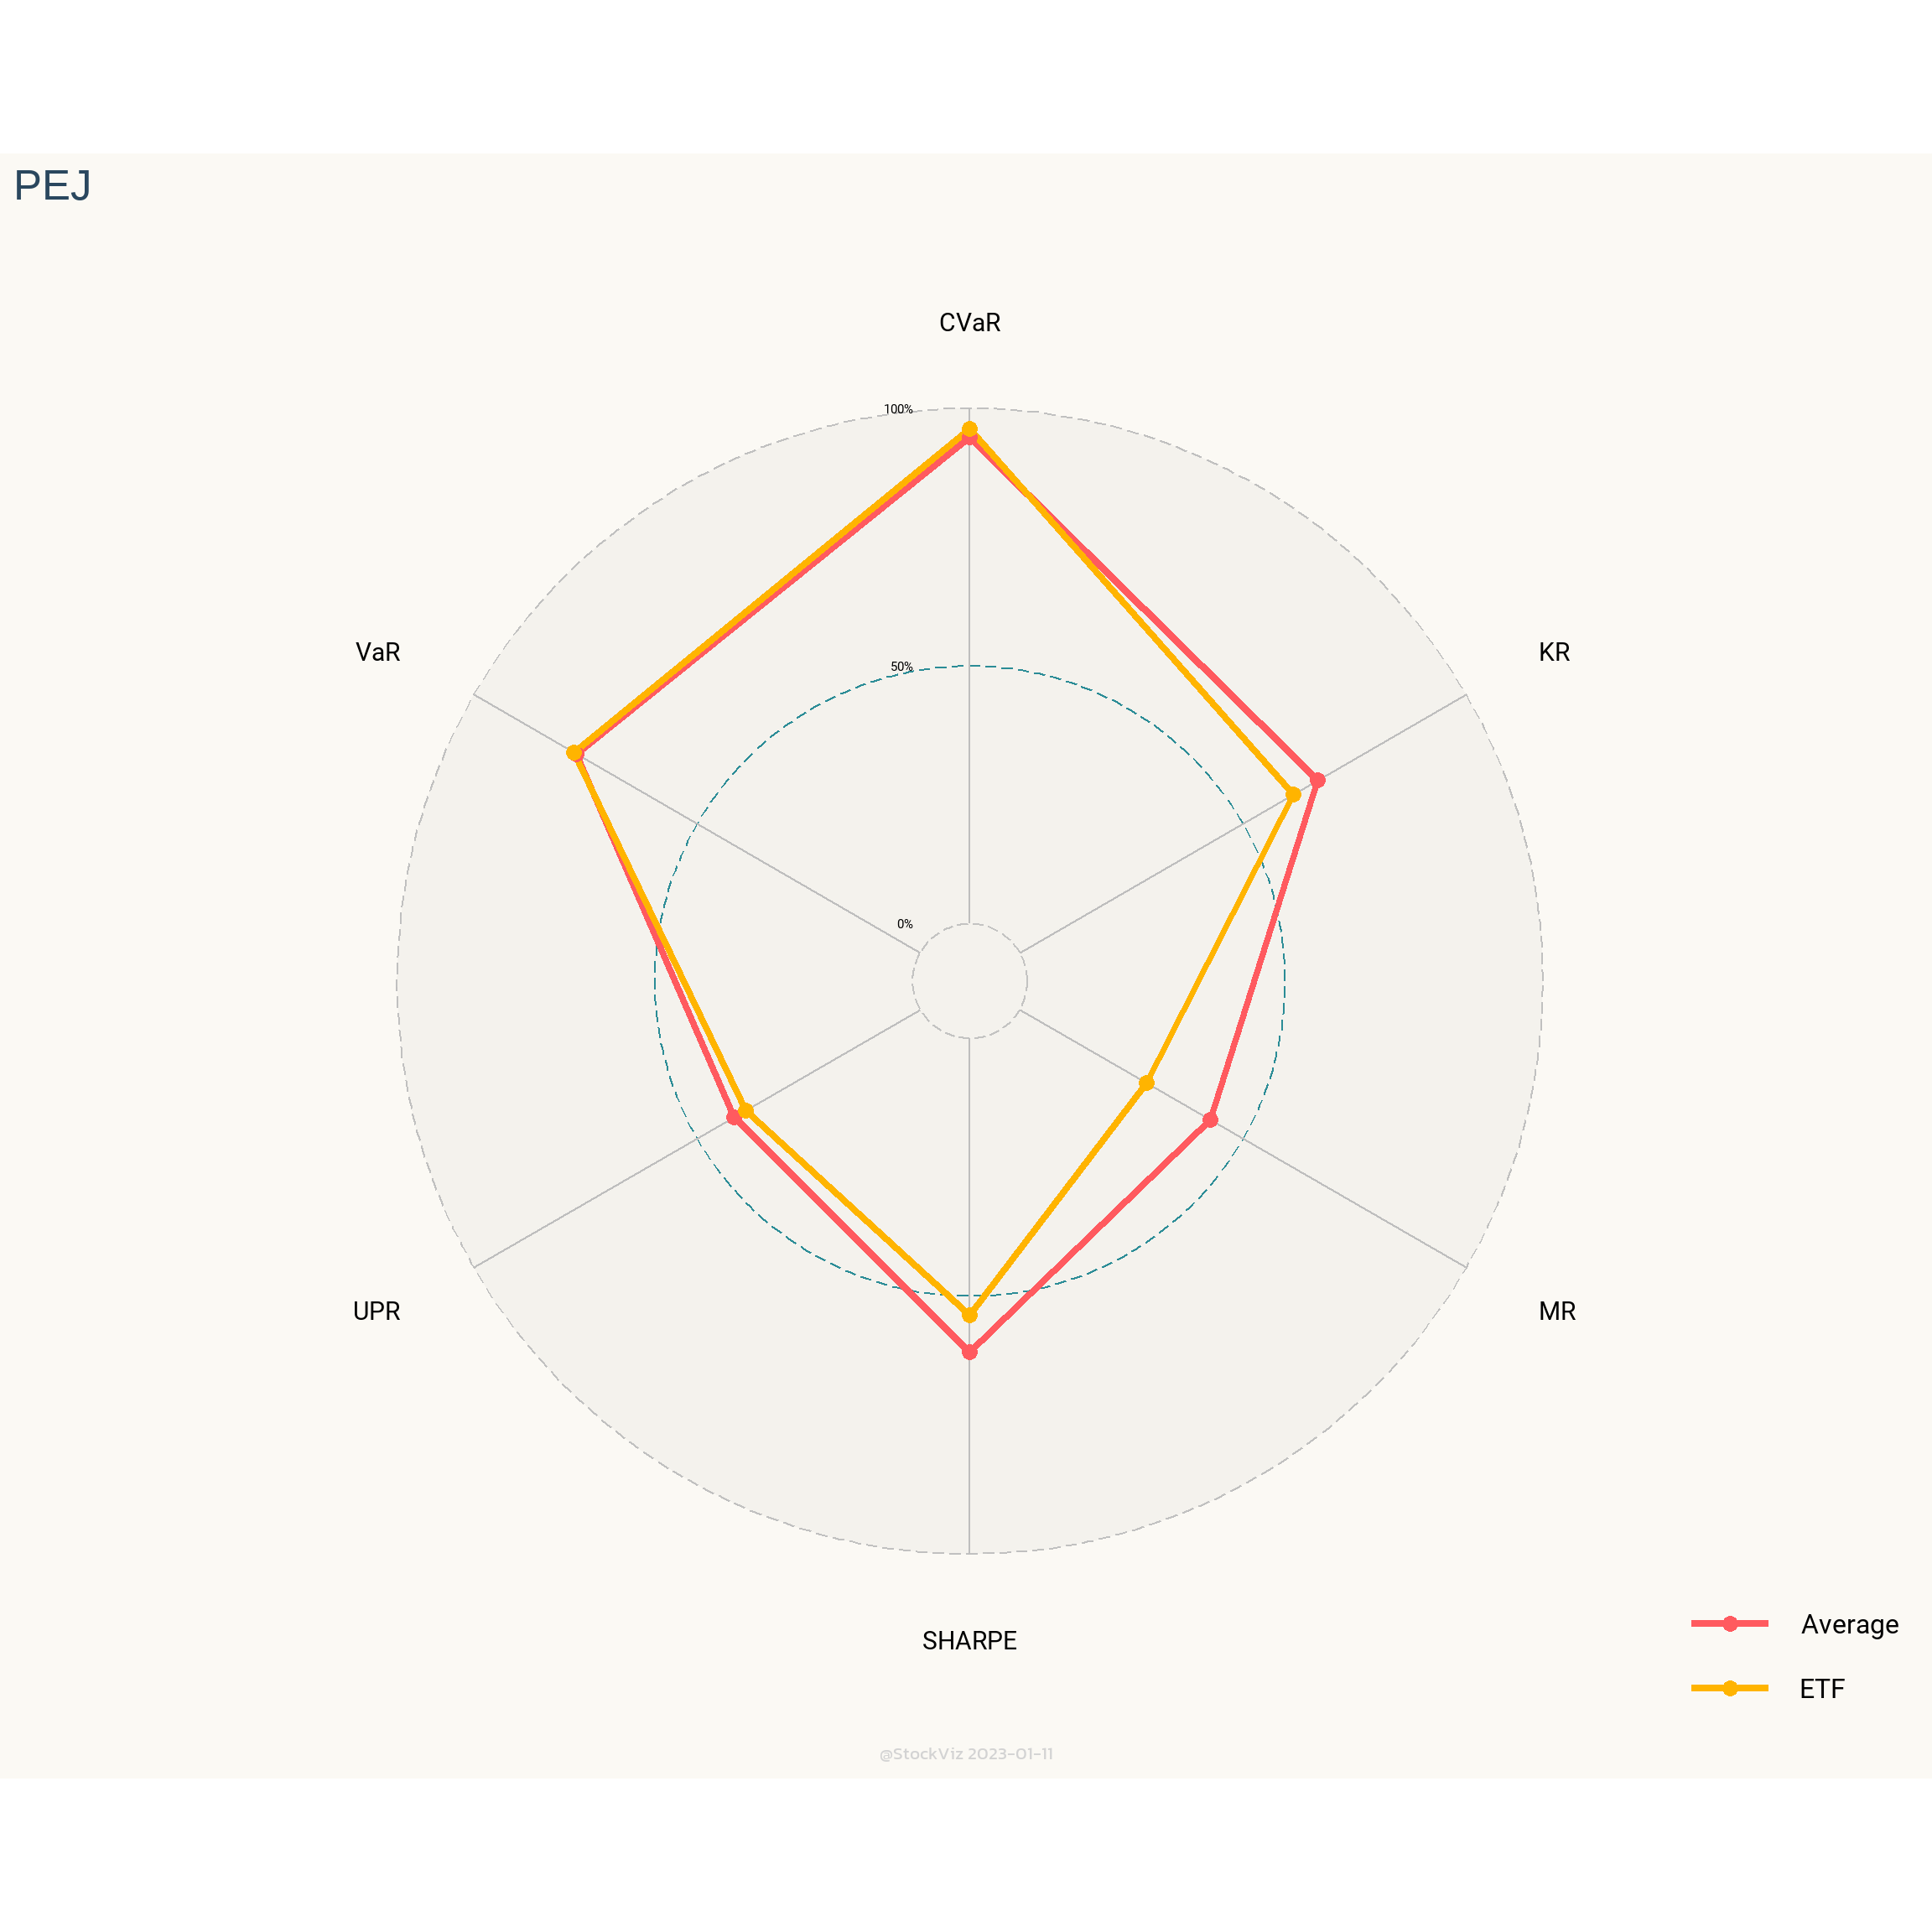 PEJ
CVaR
100%
KR
VaR
50%
0%
UPR
MR
SHARPE
Average
ETF
@StockViz 2023-01-11